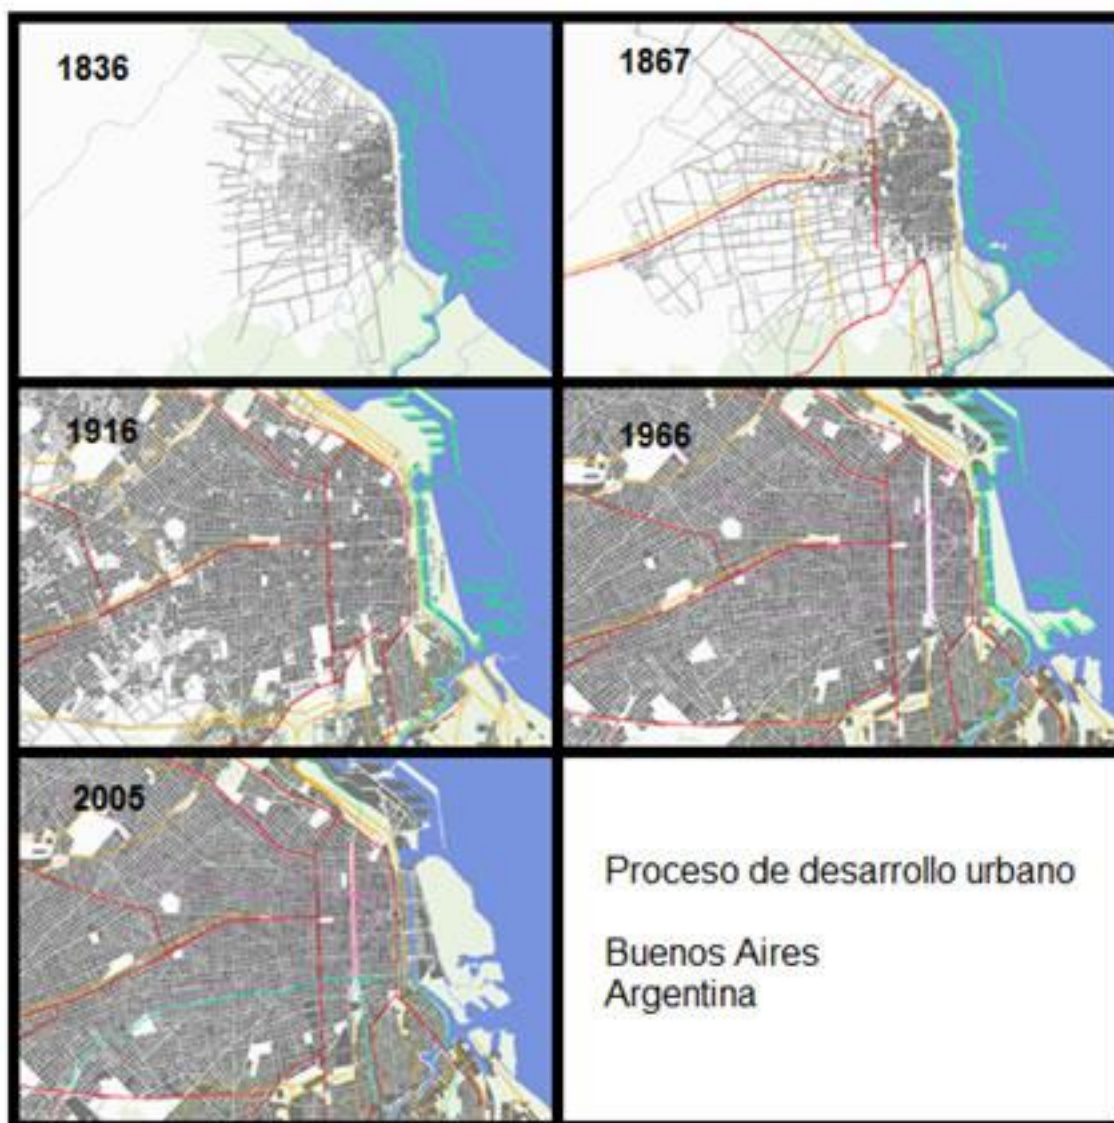 1836
1867
1916
1966
2005
Proceso de desarrollo urbano
Buenos Aires
Argentina